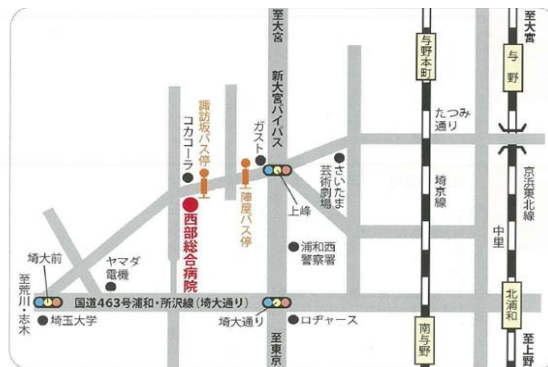 至大宮
新大宮バイパス
与野本町
至大宮
与野
たつみ
通り
諏訪坂バス停
コカコーラ
ガスト
陣屋バス停
上峰
さいたま
芸術劇場
埼京線
京浜東北線
中里
西部総合病院
浦和西
警察署
埼大前
ヤマダ
電機
至荒川・志木
国道463号浦和・所沢線(埼大通り)
埼玉大学
埼大通り
ロヂャース
南与野
北浦和
至東京
至上野